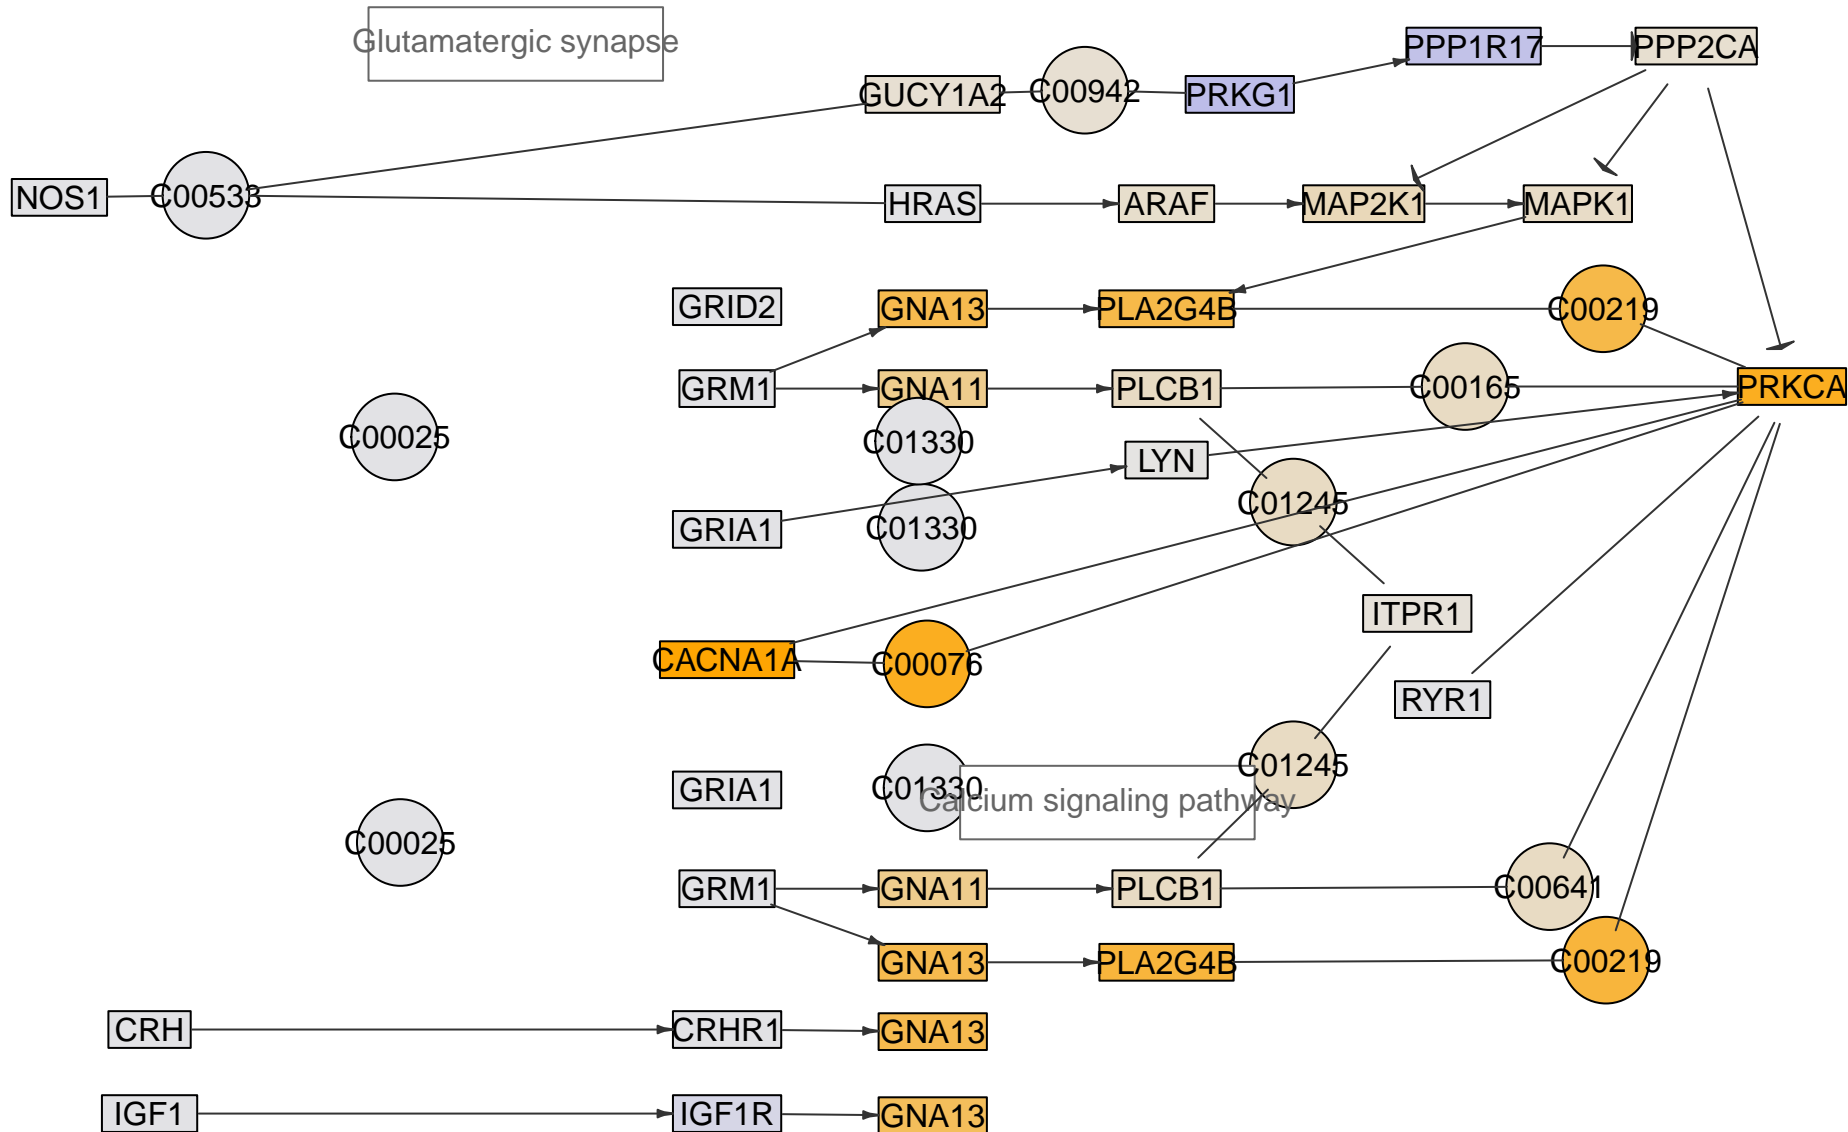 Glutamatergic synapse
PPP1R17
PPP2CA
GUCY1A2
C00942
PRKG1
NOS1
C00533
HRAS
ARAF
MAP2K1
MAPK1
GRID2
GNA13
PLA2G4B
C00219
GRM1
GNA11
PLCB1
C00165
PRKCA
C00025
C01330
LYN
GRIA1
C01330
C01245
ITPR1
CACNA1A
C00076
RYR1
GRIA1
C01330
C01245
Calcium signaling pathway
C00025
GRM1
GNA11
PLCB1
C00641
GNA13
PLA2G4B
C00219
CRH
CRHR1
GNA13
IGF1
IGF1R
GNA13